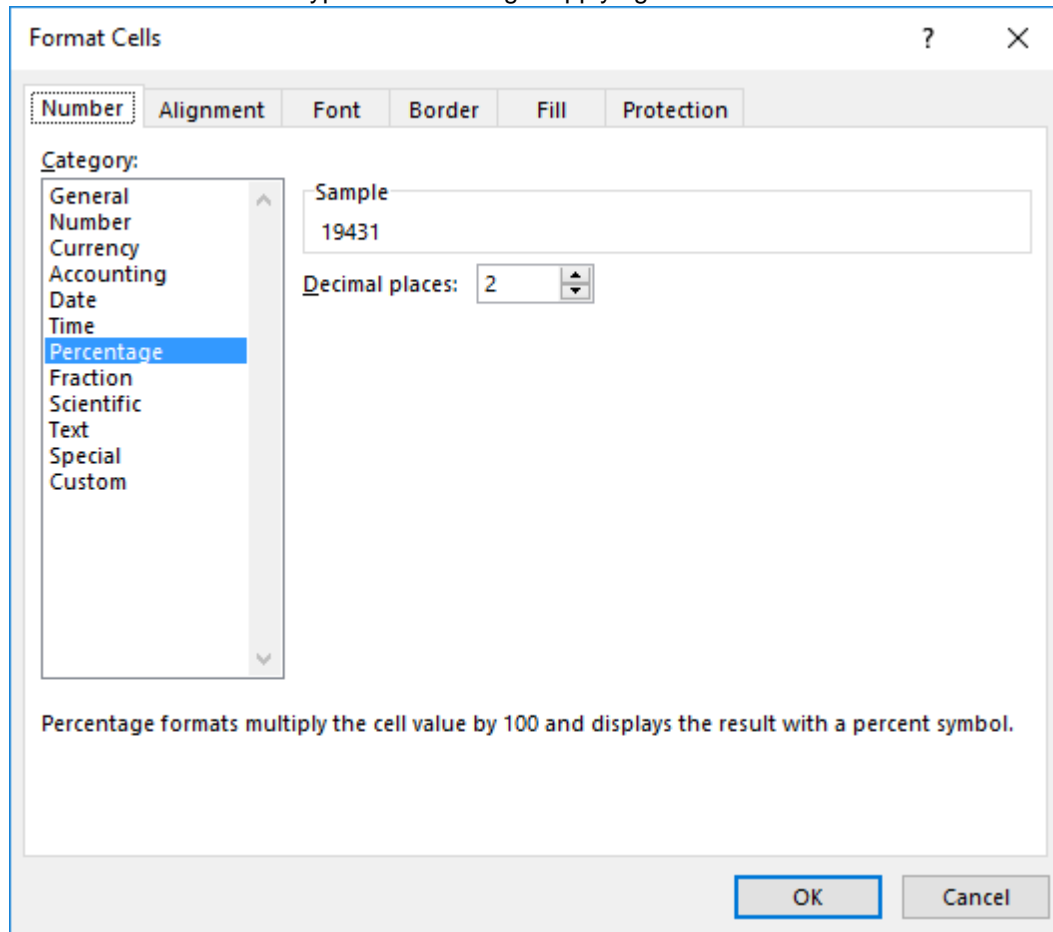 Format Cells ? ×
Number Alignment Font Border Fill Protection
Category:
General
Number
Currency
Accounting
Date
Time
Percentage
Fraction
Scientific
Text
Special
Custom
Sample
19431
Decimal places: 2
Percentage formats multiply the cell value by 100 and displays the result with a percent symbol.
OK Cancel